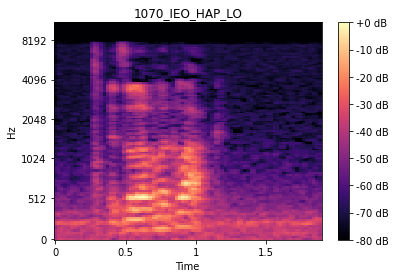 1070_IEO_HAP_LO
+0 dB
8192
-10 dB
4096
-20 dB
-30 dB
2048
Hz
-40 dB
1024
-50 dB
512
-60 dB
-70 dB
0
-80 dB
0
0.5
1
1.5
Time